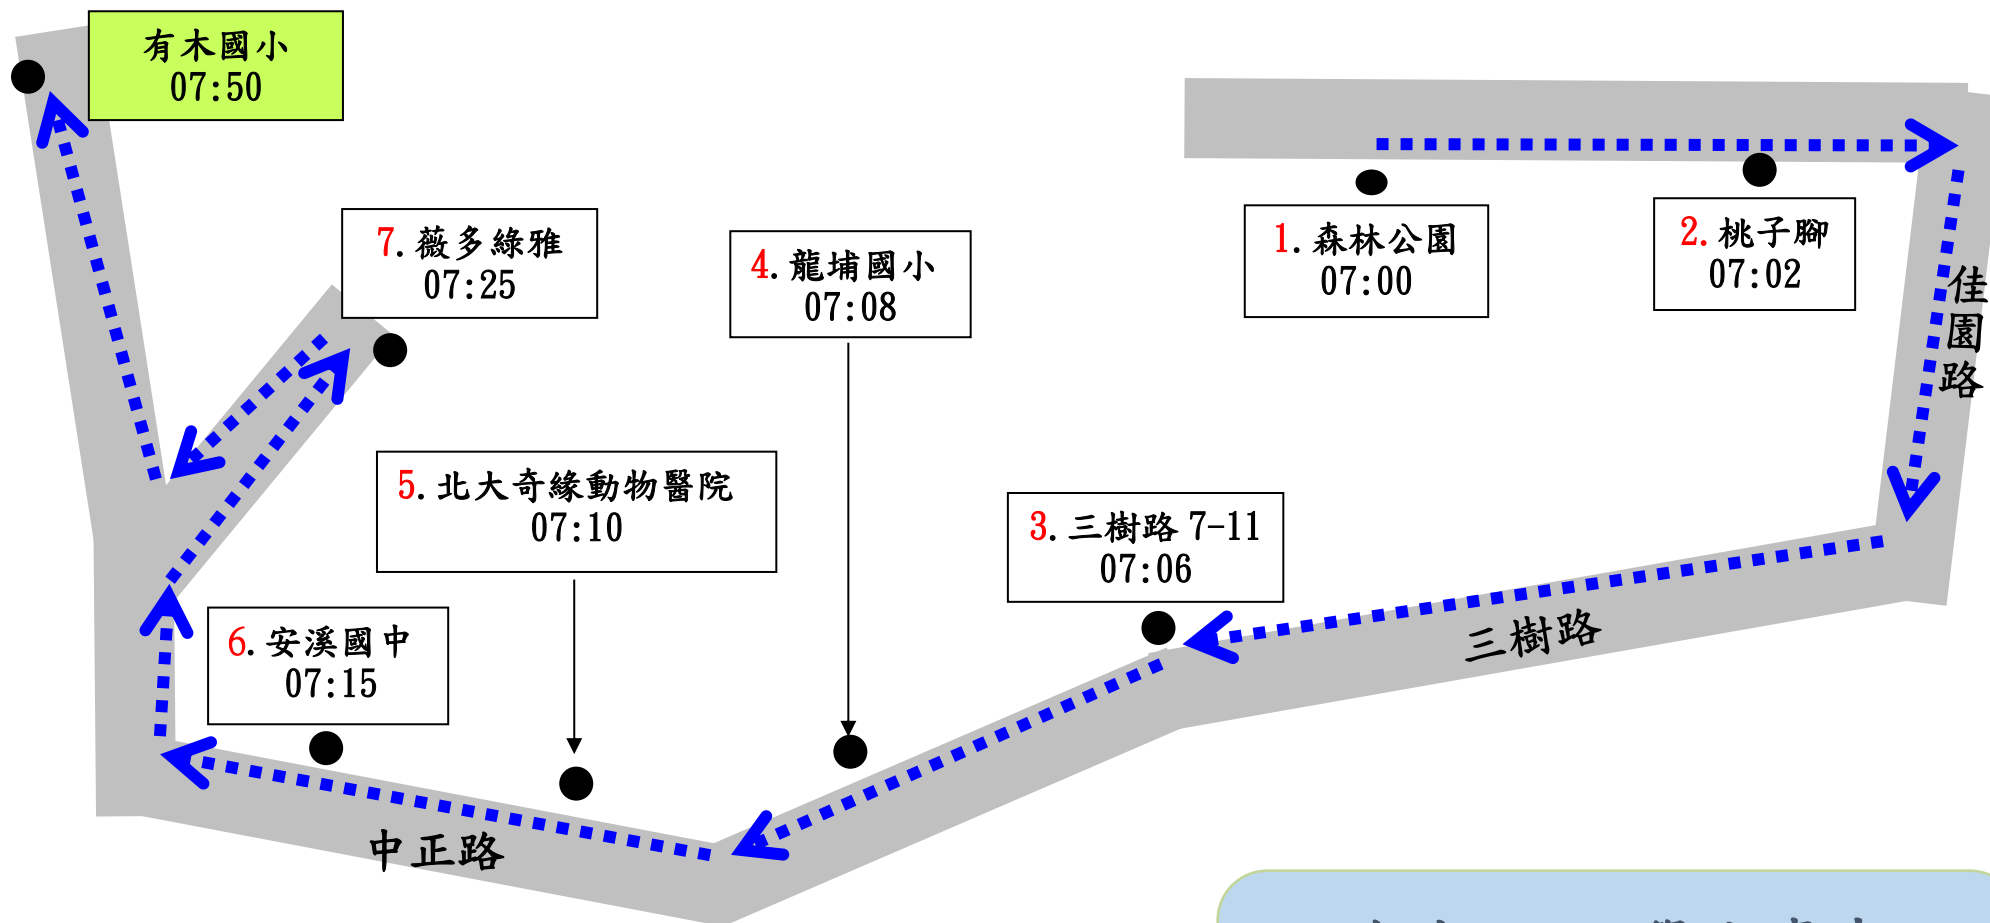 有木國小
07:50
7.薇多綠雅
07:25
4.龍埔國小
07:08
1.森林公園
07:00
2.桃子腳
07:02
佳園路
5.北大奇緣動物醫院
07:10
3.三樹路 7-11
07:06
三樹路
6.安溪國中
07:15
中正路